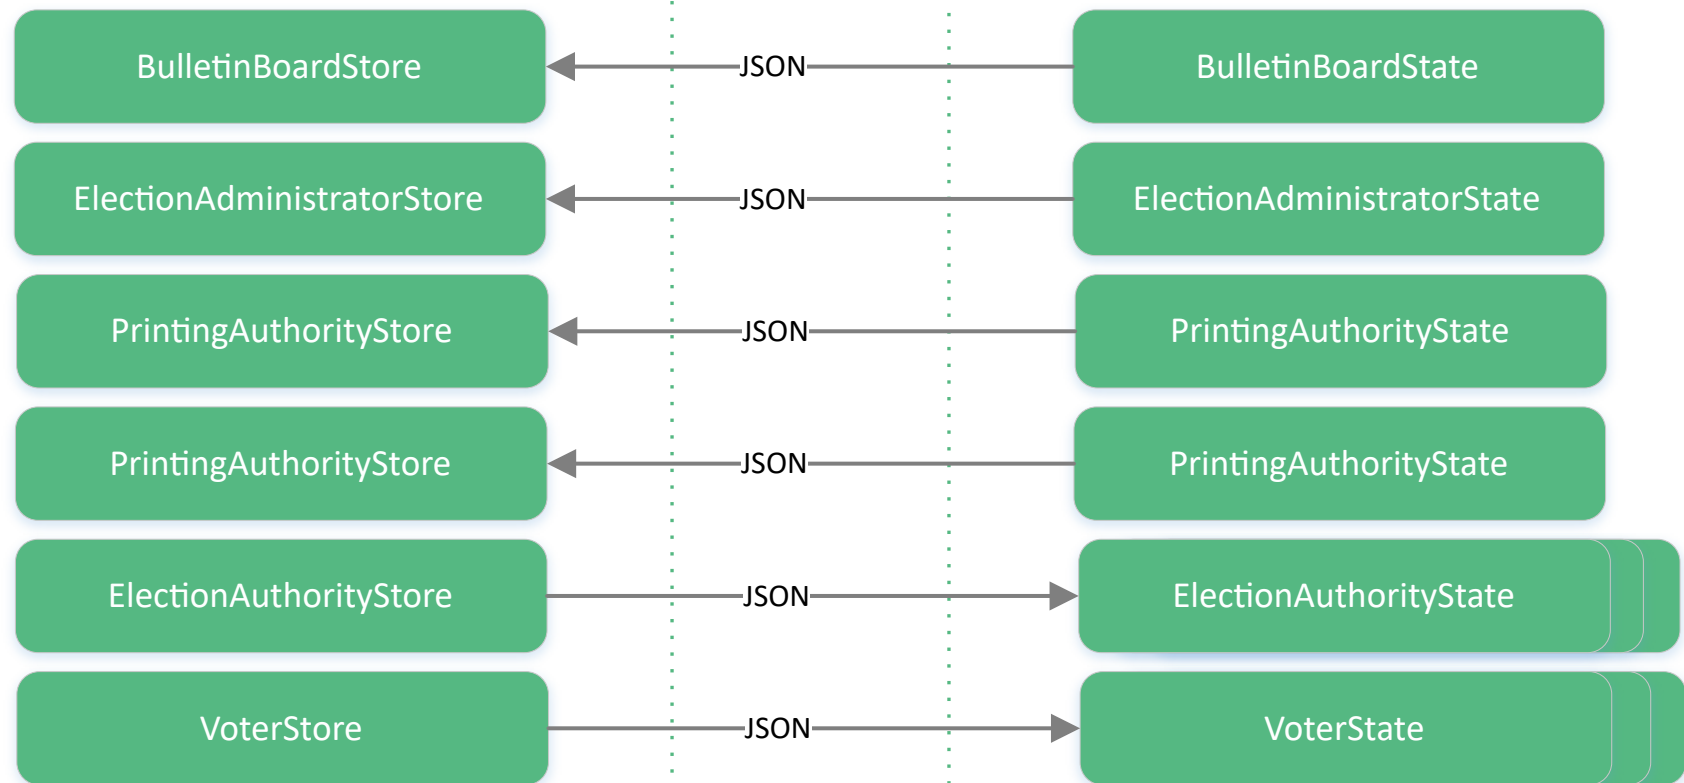 BulletinBoardStore JSON BulletinBoardState
ElectionAdministratorStore JSON ElectionAdministratorState
PrintingAuthorityStore JSON PrintingAuthorityState
PrintingAuthorityStore JSON PrintingAuthorityState
ElectionAuthorityStore JSON ElectionAuthorityState
VoterStore JSON VoterState